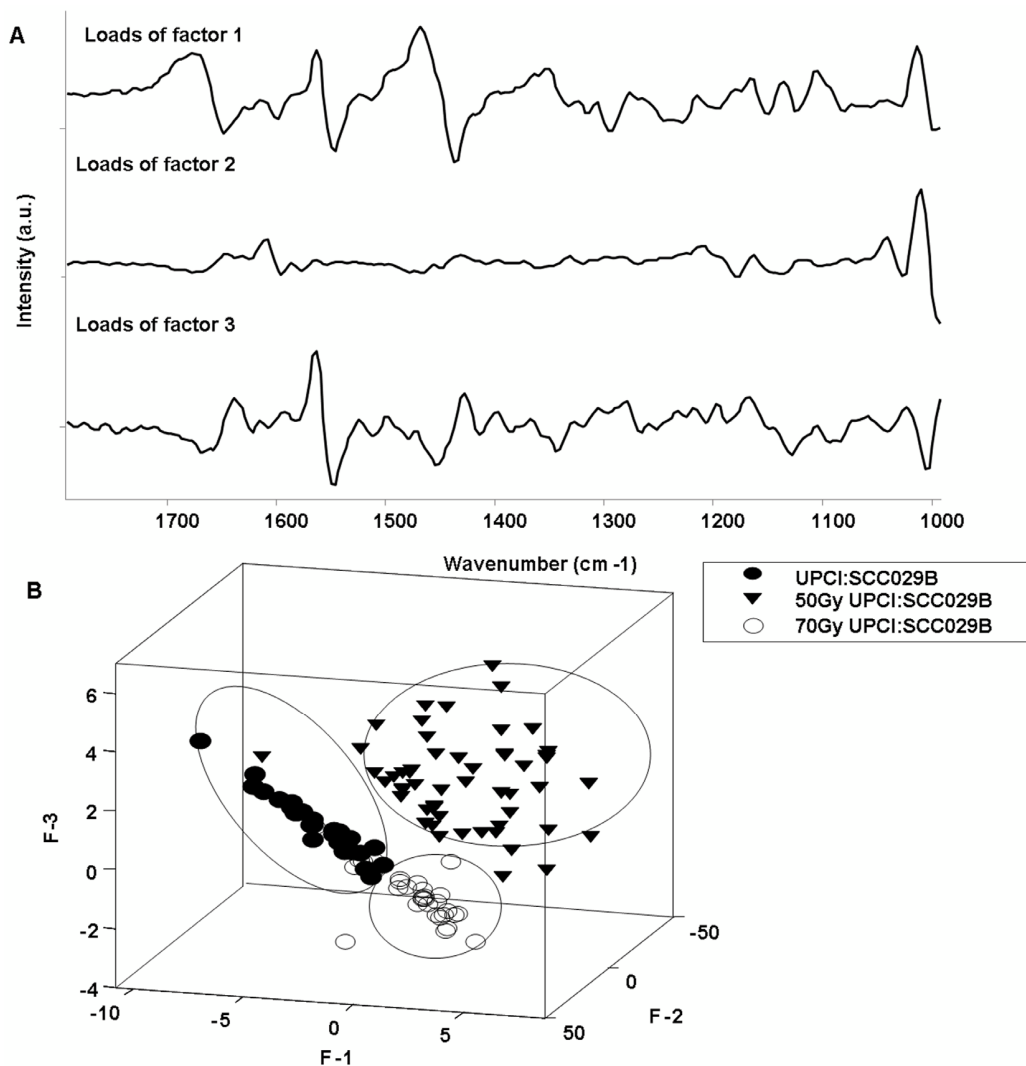 A
Loads of factor 1
Loads of factor 2
Loads of factor 3
Intensity (a.u.)
1700 1600 1500 1400 1300 1200 1100 1000
Wavenumber (cm -1)
B
UPCI:SCC029B
50Gy UPCI:SCC029B
70Gy UPCI:SCC029B
6
4
2
0
-2
-4
F-3
-10 -5 0 5
F-1
50 0 -50
F-2